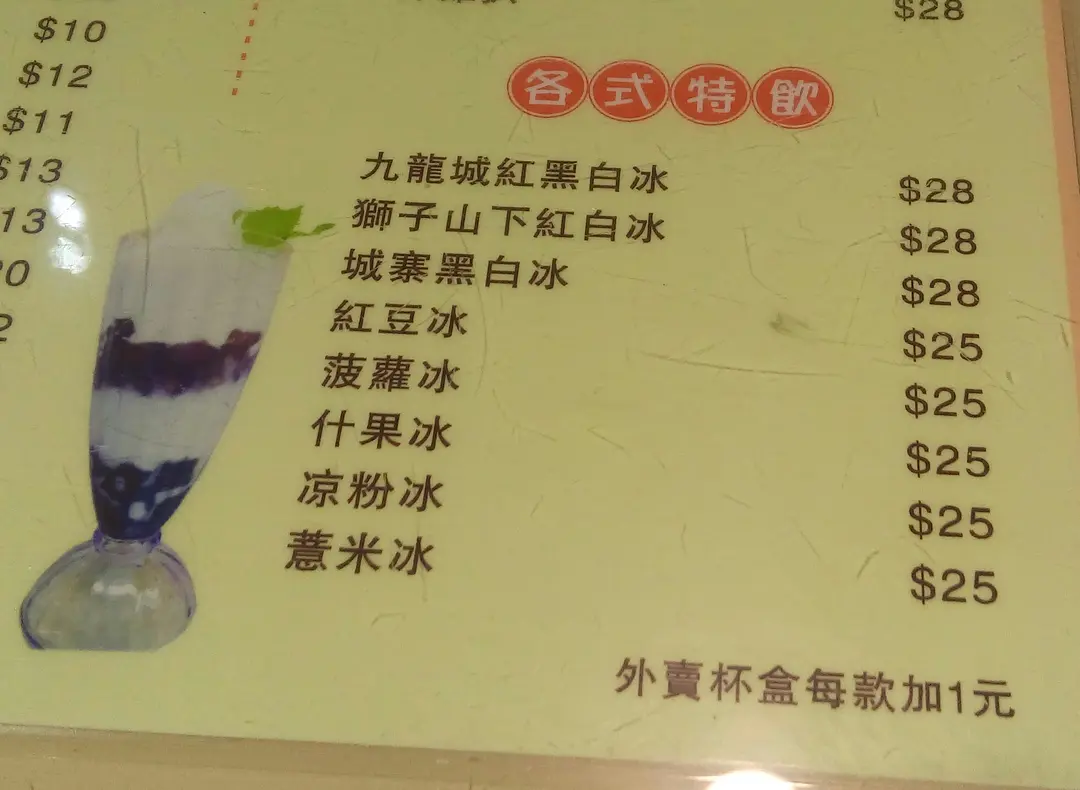 $10
$12
$11
$13
13
$28
各式特飲
九龍城紅黑白冰 $28
獅子山下紅白冰 $28
城寨黑白冰 $28
紅豆冰 $25
菠蘿冰 $25
什果冰 $25
凉粉冰 $25
薏米冰 $25
外賣杯盒每款加1元